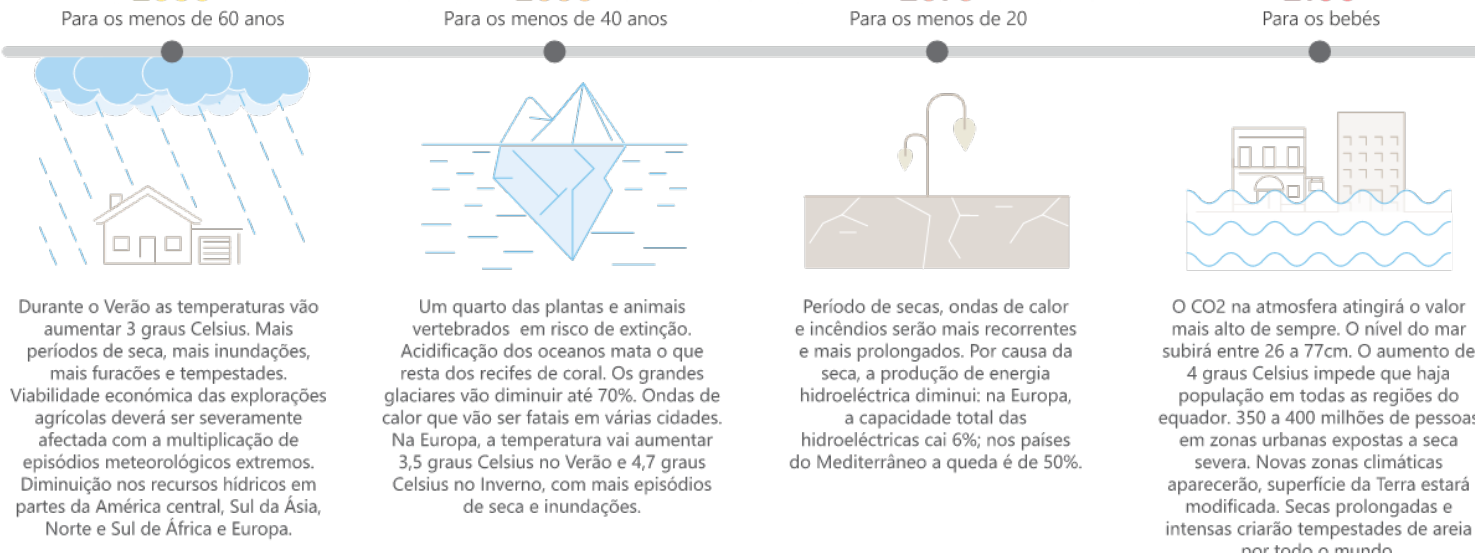 Para os menos de 60 anos
Durante o Verão as temperaturas vão
aumentar 3 graus Celsius. Mais
períodos de seca, mais inundações,
mais furacões e tempestades.
Viabilidade económica das explorações
agrícolas deverá ser severamente
afectada com a multiplicação de
episódios meteorológicos extremos.
Diminuição nos recursos hídricos em
partes da América central, Sul da Ásia,
Norte e Sul de África e Europa.
Para os menos de 40 anos
Um quarto das plantas e animais
vertebrados em risco de extinção.
Acidificação dos oceanos mata o que
resta dos recifes de coral. Os grandes
glaciares vão diminuir até 70%. Ondas de
calor que vão ser fatais em várias cidades.
Na Europa, a temperatura vai aumentar
3,5 graus Celsius no Verão e 4,7 graus
Celsius no Inverno, com mais episódios
de seca e inundações.
Para os menos de 20
Período de secas, ondas de calor
e incêndios serão mais recorrentes
e mais prolongados. Por causa da
seca, a produção de energia
hidroeléctrica diminui: na Europa,
a capacidade total das
hidroeléctricas cai 6%; nos países
do Mediterrâneo a queda é de 50%.
Para os bebés
O CO2 na atmosfera atingirá o valor
mais alto de sempre. O nível do mar
subirá entre 26 a 77cm. O aumento de
4 graus Celsius impede que haja
população em todas as regiões do
equador. 350 a 400 milhões de pessoas
em zonas urbanas expostas a seca
severa. Novas zonas climáticas
aparecerão, superfície da Terra estará
modificada. Secas prolongadas e
intensas criarão tempestades de areia
por todo o mundo